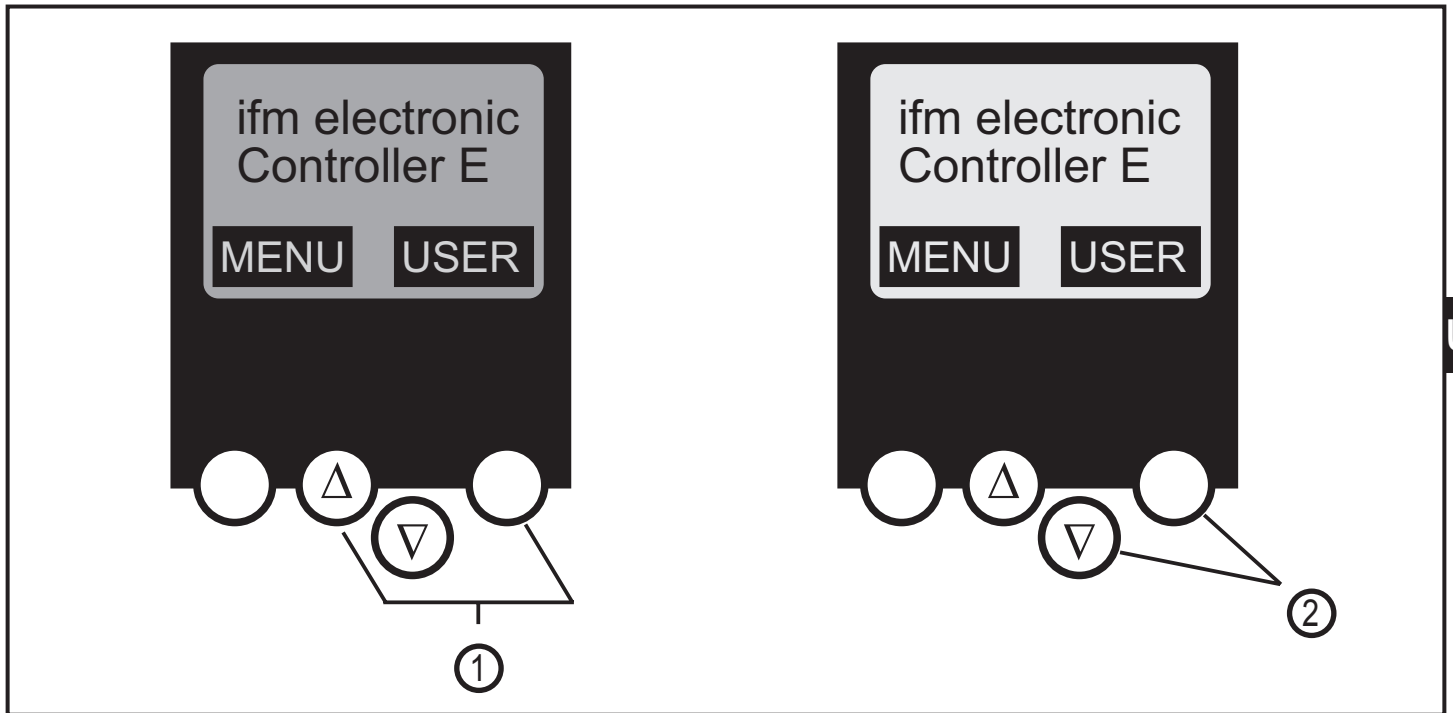 ifm electronic
Controller E
MENU USER
Δ
∇
1
ifm electronic
Controller E
MENU USER
Δ
∇
2